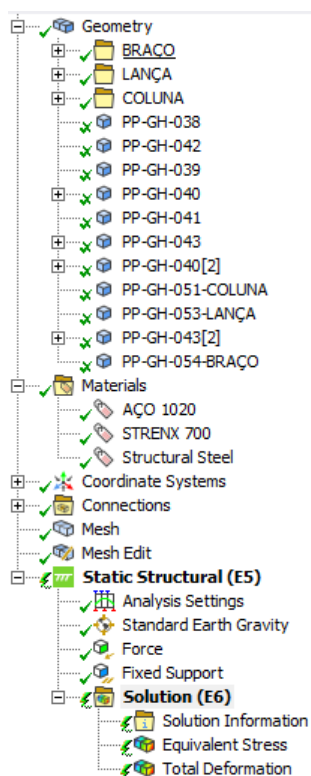 Geometry
BRAÇO
LANÇA
COLUNA
PP-GH-038
PP-GH-042
PP-GH-039
PP-GH-040
PP-GH-041
PP-GH-043
PP-GH-040[2]
PP-GH-051-COLUNA
PP-GH-053-LANÇA
PP-GH-043[2]
PP-GH-054-BRAÇO
Materials
AÇO 1020
STRENX 700
Structural Steel
Coordinate Systems
Connections
Mesh
Mesh Edit
Static Structural (E5)
Analysis Settings
Standard Earth Gravity
Force
Fixed Support
Solution (E6)
Solution Information
Equivalent Stress
Total Deformation